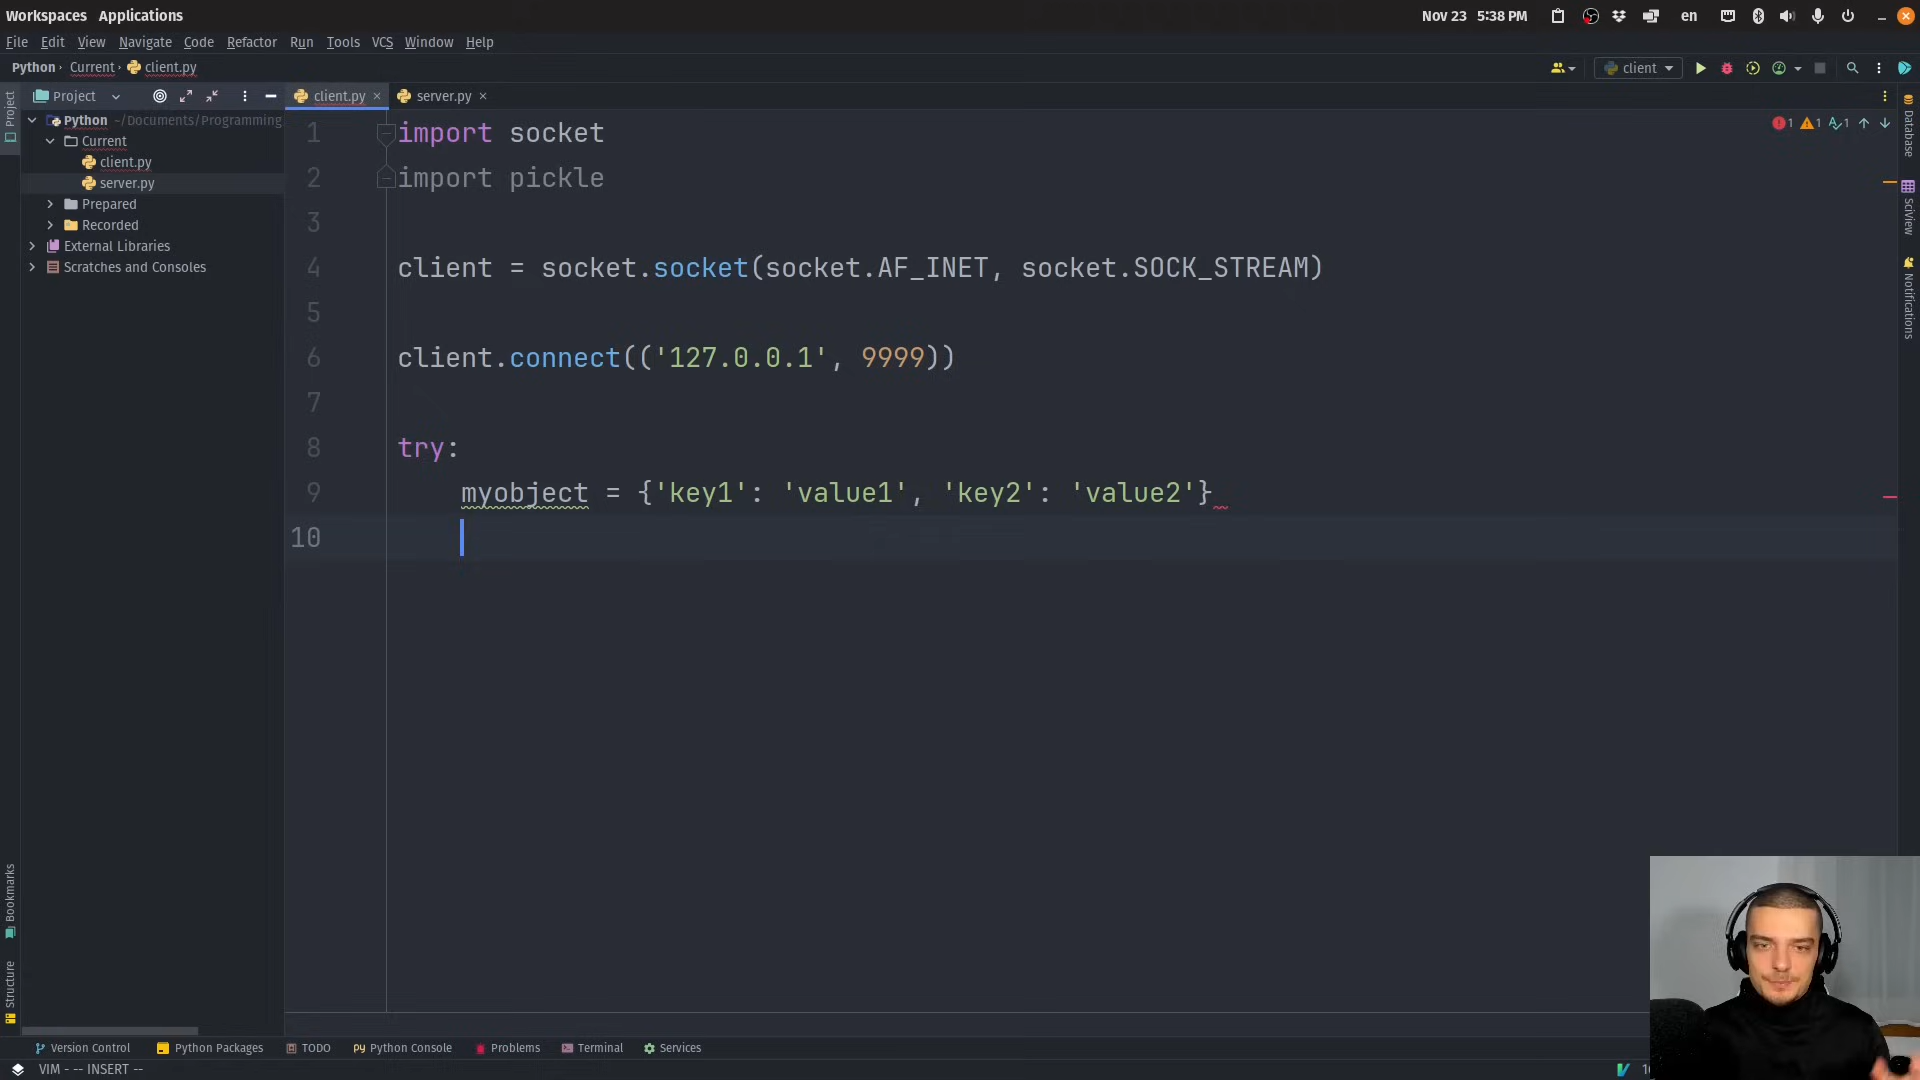 Workspaces Applications Nov 23 5:38 PM en
File Edit View Navigate Code Refactor Run Tools VCS Window Help
Python Current client.py client
Project client.py server.py
Python ~/Documents/Programming
Current
client.py
server.py
Prepared
Recorded
External Libraries
Scratches and Consoles
1 import socket
2 import pickle
3
4 client = socket.socket(socket.AF_INET, socket.SOCK_STREAM)
5
6 client.connect(('127.0.0.1', 9999))
7
8 try:
9 myobject = {'key1': 'value1', 'key2': 'value2'}
10
1 1 1
Project
Bookmarks
Structure
Database
SciView
Notifications
Version Control Python Packages TODO Python Console Problems Terminal Services
VIM - -- INSERT --